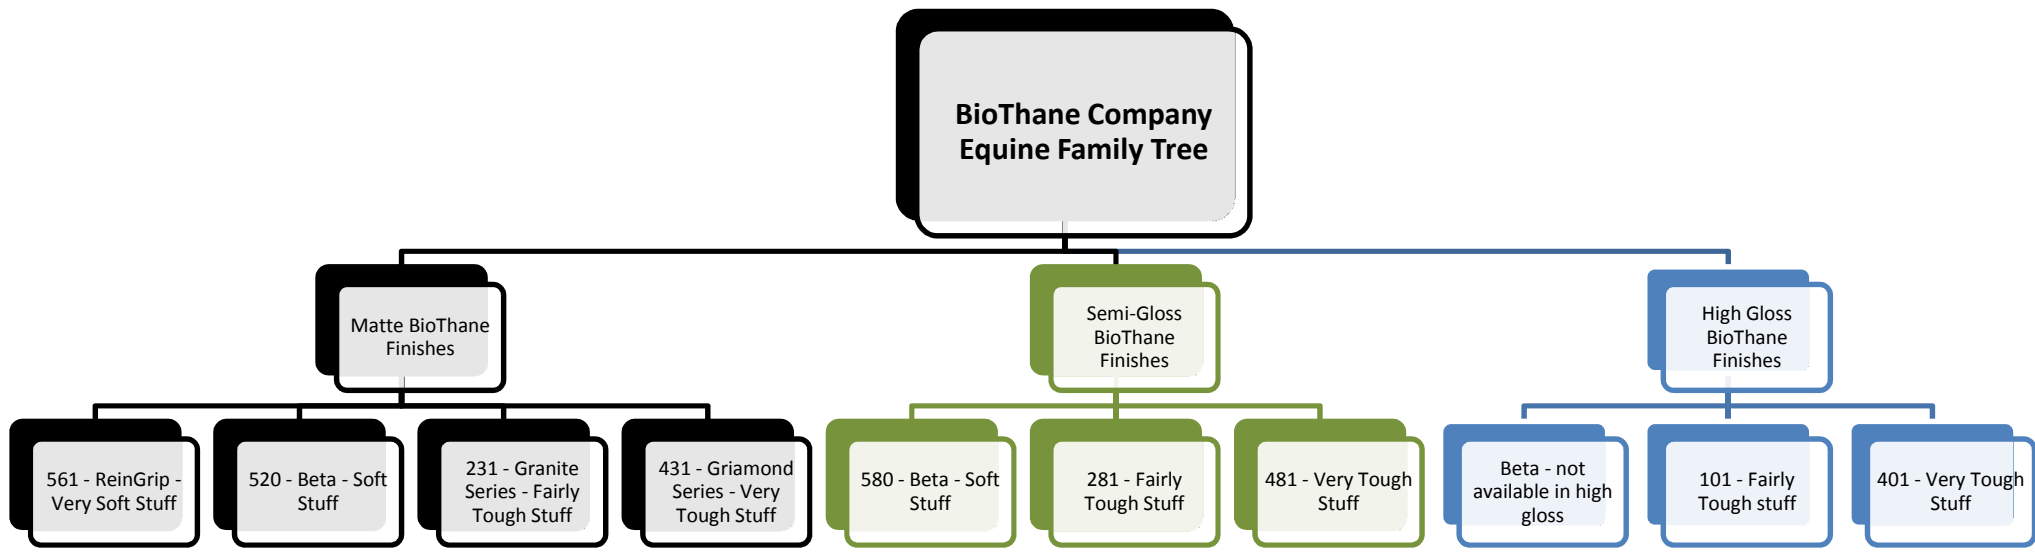 BioThane Company
Equine Family Tree
Matte BioThane
Finishes
Semi-Gloss
BioThane
Finishes
High Gloss
BioThane
Finishes
561 - ReinGrip -
Very Soft Stuff
520 - Beta - Soft
Stuff
231 - Granite
Series - Fairly
Tough Stuff
431 - Griamond
Series - Very
Tough Stuff
580 - Beta - Soft
Stuff
281 - Fairly
Tough Stuff
481 - Very Tough
Stuff
Beta - not
available in high
gloss
101 - Fairly
Tough stuff
401 - Very Tough
Stuff